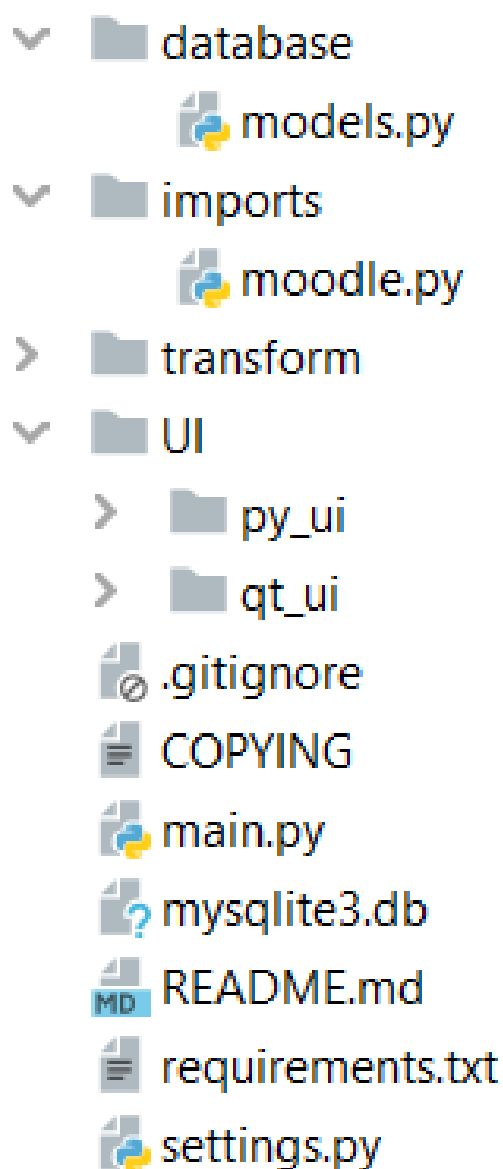 database
models.py
imports
moodle.py
transform
UI
py_ui
qt_ui
.gitignore
COPYING
main.py
mysqlite3.db
MD README.md
requirements.txt
settings.py